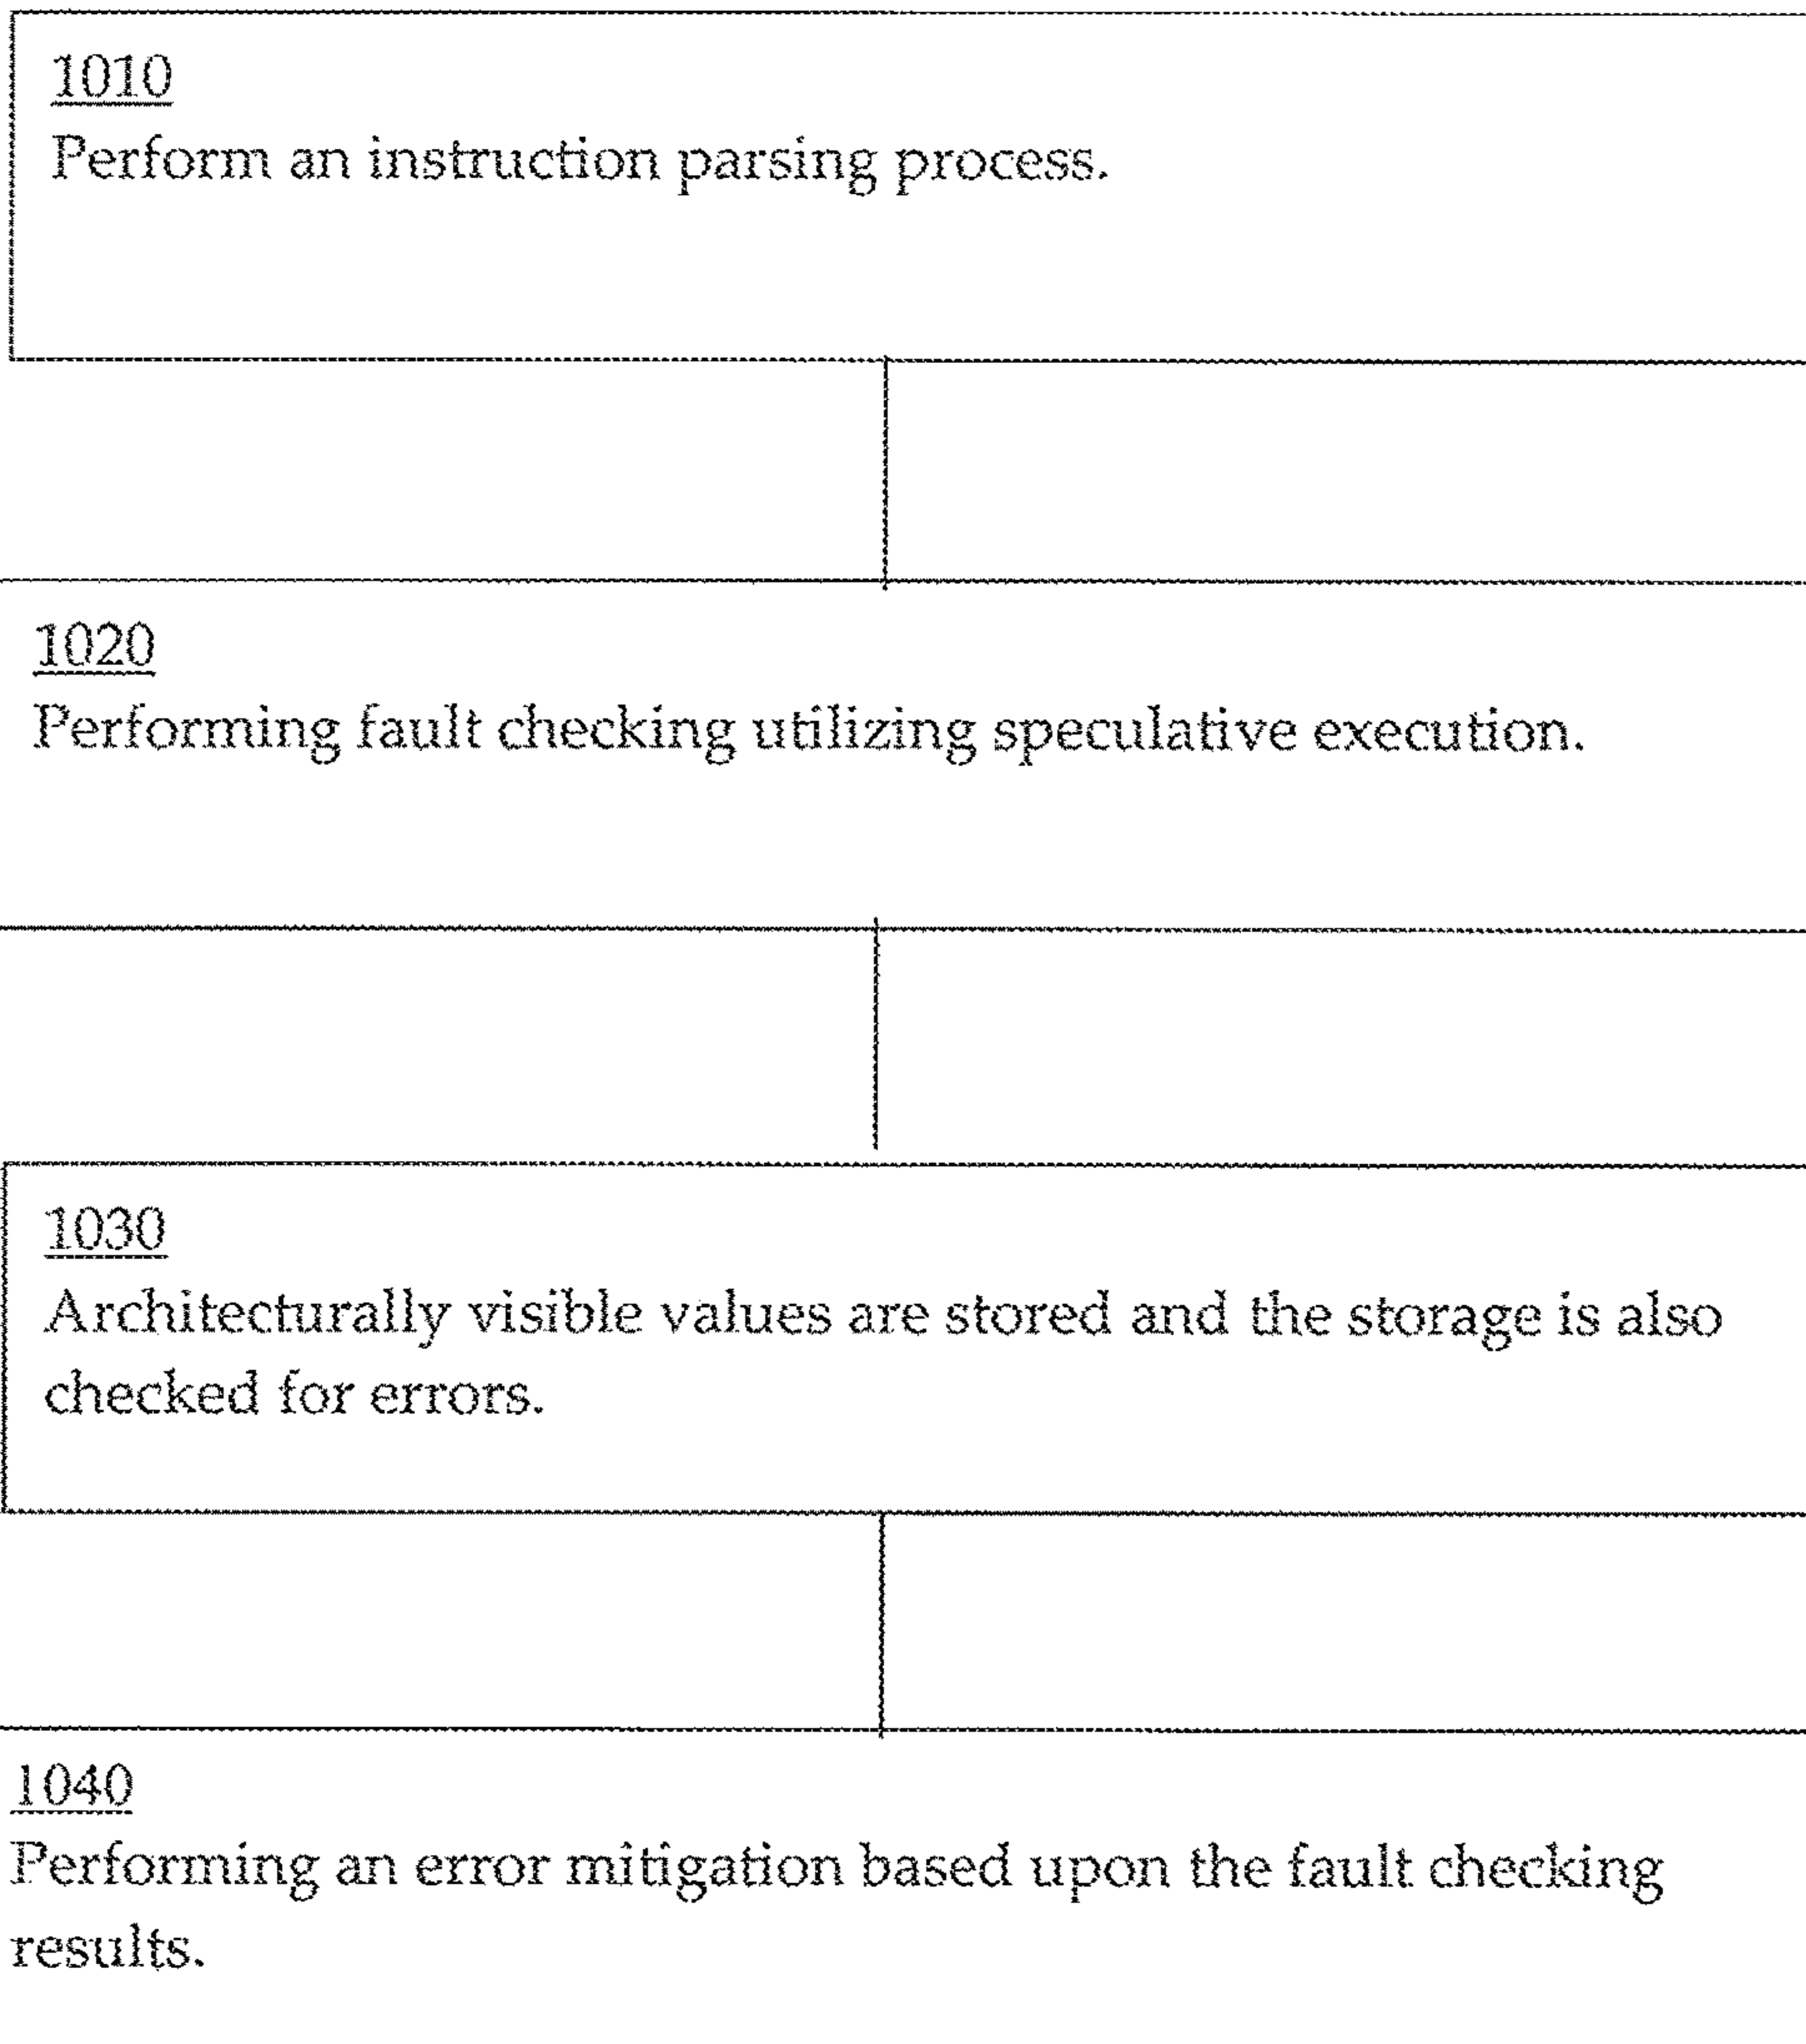 1010
Perform an instruction parsing process.
1020
Performing fault checking utilizing speculative execution.
1030
Architecturally visible values are stored and the storage is also
checked for errors.
1040
Performing an error mitigation based upon the fault checking
results.